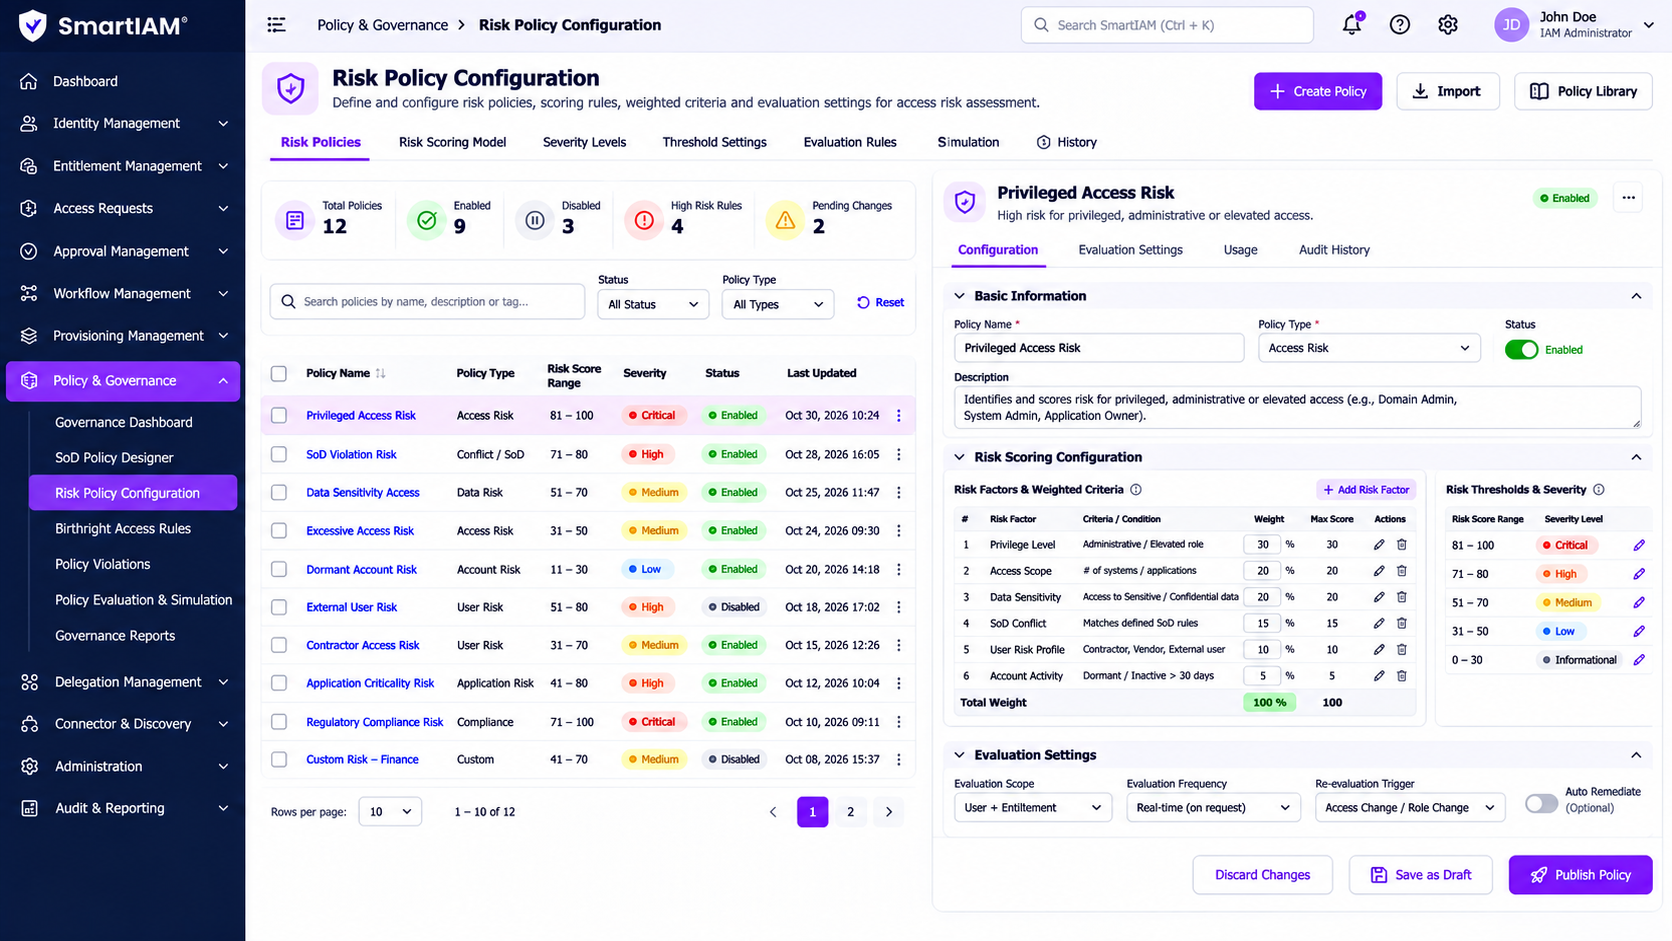 SmartIAM®
Dashboard
Identity Management
Entitlement Management
Access Requests
Approval Management
Workflow Management
Provisioning Management
Policy & Governance
Governance Dashboard
SoD Policy Designer
Risk Policy Configuration
Birthright Access Rules
Policy Violations
Policy Evaluation & Simulation
Governance Reports
Delegation Management
Connector & Discovery
Administration
Audit & Reporting
Policy & Governance > Risk Policy Configuration
Search SmartIAM (Ctrl + K)
JD
John Doe
IAM Administrator
Risk Policy Configuration
Define and configure risk policies, scoring rules, weighted criteria and evaluation settings for access risk assessment.
+ Create Policy
Import
Policy Library
Risk Policies Risk Scoring Model Severity Levels Threshold Settings Evaluation Rules Simulation History
Total Policies
12
Enabled
9
Disabled
3
High Risk Rules
4
Pending Changes
2
Search policies by name, description or tag...
Status
All Status
Policy Type
All Types
Reset
Policy Name Policy Type Risk Score Range Severity Status Last Updated
Privileged Access Risk Access Risk 81 – 100 Critical Enabled Oct 30, 2026 10:24
SoD Violation Risk Conflict / SoD 71 – 80 High Enabled Oct 28, 2026 16:05
Data Sensitivity Access Data Risk 51 – 70 Medium Enabled Oct 25, 2026 11:47
Excessive Access Risk Access Risk 31 – 50 Medium Enabled Oct 24, 2026 09:30
Dormant Account Risk Account Risk 11 – 30 Low Enabled Oct 20, 2026 14:18
External User Risk User Risk 51 – 80 High Disabled Oct 18, 2026 17:02
Contractor Access Risk User Risk 31 – 70 Medium Enabled Oct 15, 2026 12:26
Application Criticality Risk Application Risk 41 – 80 High Enabled Oct 12, 2026 10:04
Regulatory Compliance Risk Compliance 71 – 100 Critical Enabled Oct 10, 2026 09:11
Custom Risk – Finance Custom 41 – 70 Medium Disabled Oct 08, 2026 15:37
Rows per page: 10 1 – 10 of 12 < 1 2 >
Privileged Access Risk
High risk for privileged, administrative or elevated access.
Enabled
Configuration Evaluation Settings Usage Audit History
Basic Information
Policy Name *
Privileged Access Risk
Policy Type *
Access Risk
Status
Enabled
Description
Identifies and scores risk for privileged, administrative or elevated access (e.g., Domain Admin,
System Admin, Application Owner).
Risk Scoring Configuration
Risk Factors & Weighted Criteria
+ Add Risk Factor
# Risk Factor Criteria / Condition Weight Max Score Actions
1 Privilege Level Administrative / Elevated role 30 % 30
2 Access Scope # of systems / applications 20 % 20
3 Data Sensitivity Access to Sensitive / Confidential data 20 % 20
4 SoD Conflict Matches defined SoD rules 15 % 15
5 User Risk Profile Contractor, Vendor, External user 10 % 10
6 Account Activity Dormant / Inactive > 30 days 5 % 5
Total Weight 100 % 100
Risk Thresholds & Severity
Risk Score Range Severity Level
81 – 100 Critical
71 – 80 High
51 – 70 Medium
31 – 50 Low
0 – 30 Informational
Evaluation Settings
Evaluation Scope
User + Entiltement
Evaluation Frequency
Real-time (on request)
Re-evaluation Trigger
Access Change / Role Change
Auto Remediate
(Optional)
Discard Changes
Save as Draft
Publish Policy